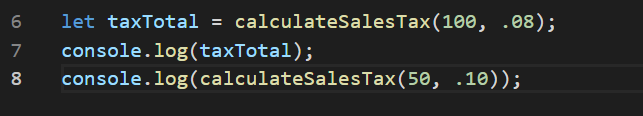 6 let taxTotal = calculateSalesTax(100, .08);
7 console.log(taxTotal);
8 console.log(calculateSalesTax(50, .10));